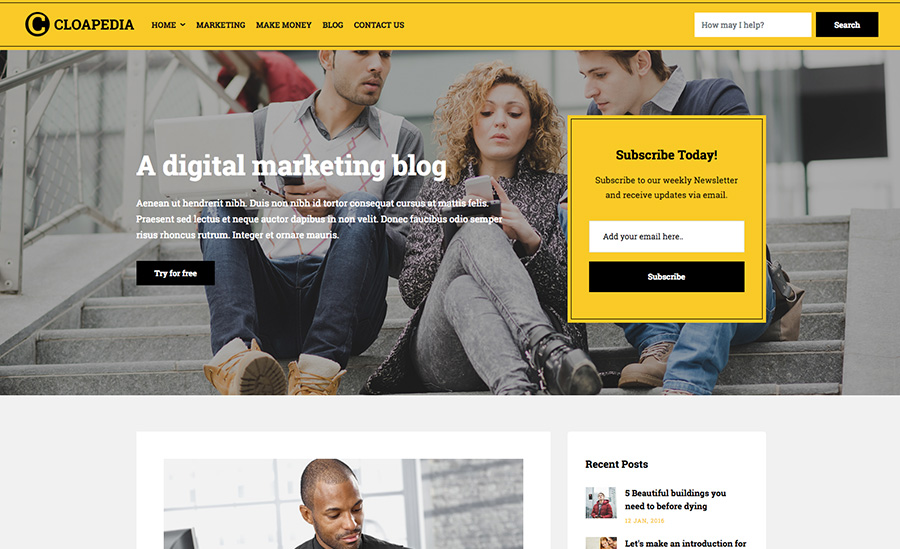 CLOAPEDIA
HOME MARKETING MAKE MONEY BLOG CONTACT US
How may I help?
Search
A digital marketing blog
Aenean ut hendrerit nibh. Duis non nibh id tortor consequat cursus at mattis felis.
Praesent sed lectus et neque auctor dapibus in non velit. Donec faucibus odio semper
risus rhoncus rutrum. Integer et ornare mauris.
Try for free
Subscribe Today!
Subscribe to our weekly Newsletter
and receive updates via email.
Add your email here..
Subscribe
Recent Posts
5 Beautiful buildings you
need to before dying
12 JAN, 2018
Let's make an introduction for